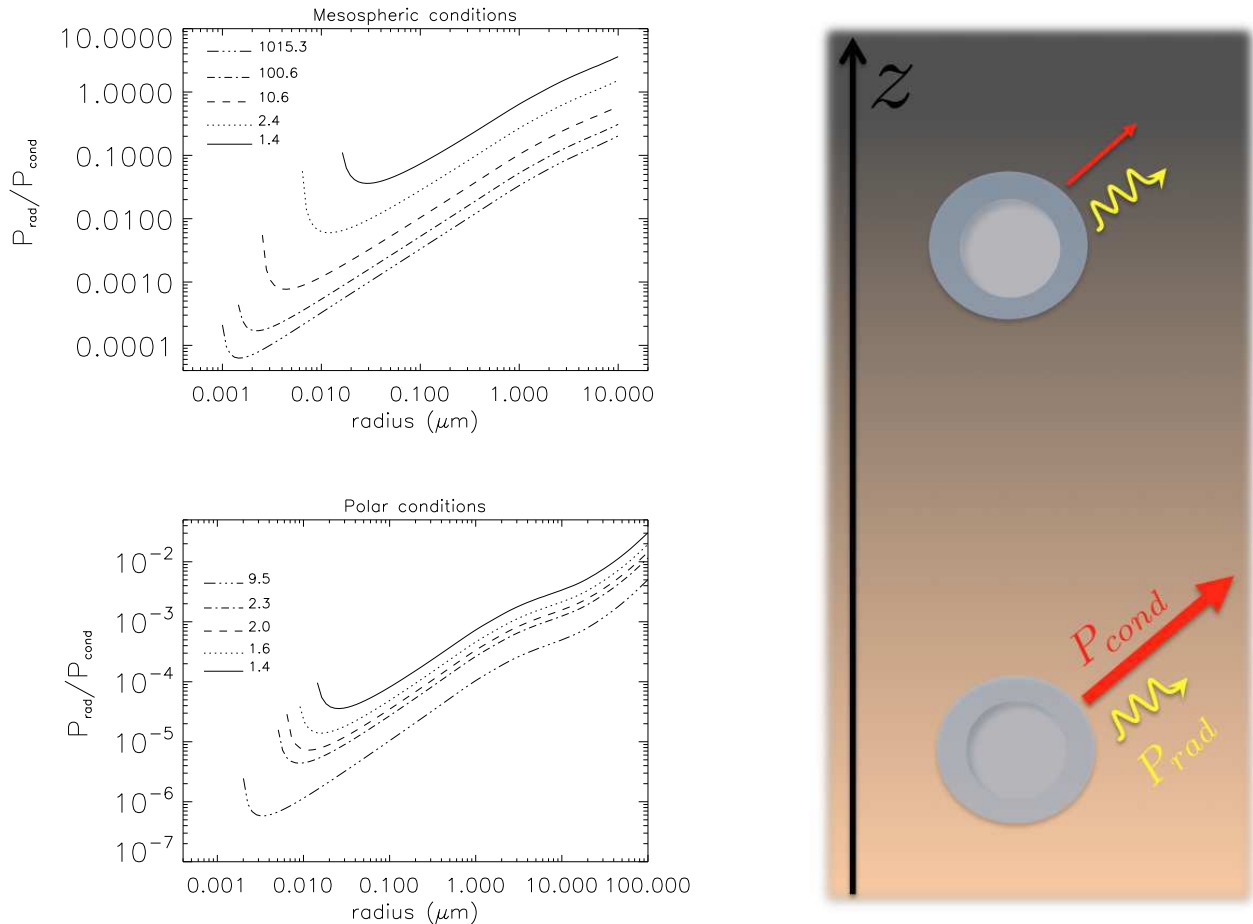 Mesospheric conditions
10.0000
1.0000
0.1000
0.0100
0.0010
0.0001
P_rad/P_cond
1015.3
100.6
10.6
2.4
1.4
0.001 0.010 0.100 1.000 10.000
radius (μm)
Polar conditions
10^-2
10^-3
10^-4
10^-5
10^-6
10^-7
P_rad/P_cond
9.5
2.3
2.0
1.6
1.4
0.001 0.010 0.100 1.000 10.000 100.000
radius (μm)
z
P_cond
P_rad